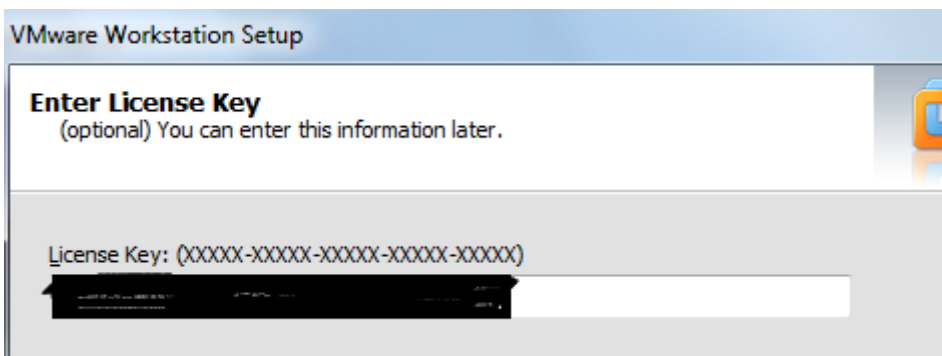 VMware Workstation Setup
Enter License Key
(optional) You can enter this information later.
License Key: (XXXXX-XXXXX-XXXXX-XXXXX-XXXXX)